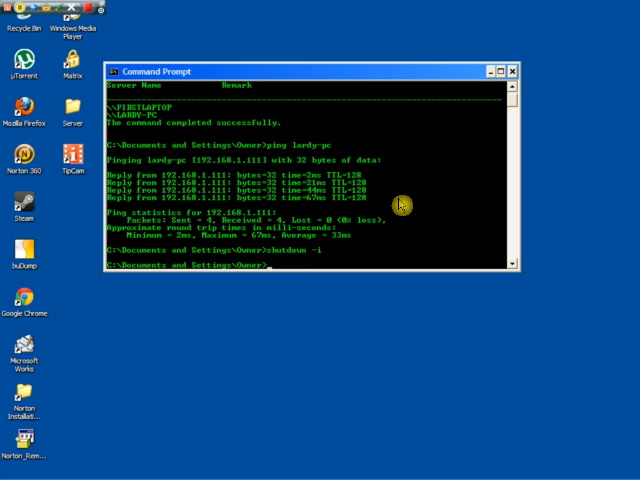 Recycle Bin
Windows Media
Player
µTorrent
Matrix
Mozilla Firefox
Server
Norton 360
TipCam
Steam
buDump
Google Chrome
Microsoft
Works
Norton
Installati...
Norton_Rem...
Command Prompt
Server Name Remark
\\FIRSTLAPTOP
\\LARDY-PC
The command completed successfully.
C:\Documents and Settings\Owner>ping lardy-pc
Pinging lardy-pc [192.168.1.111] with 32 bytes of data:
Reply from 192.168.1.111: bytes=32 time=2ms TTL=128
Reply from 192.168.1.111: bytes=32 time=21ms TTL=128
Reply from 192.168.1.111: bytes=32 time=44ms TTL=128
Reply from 192.168.1.111: bytes=32 time=67ms TTL=128
Ping statistics for 192.168.1.111:
Packets: Sent = 4, Received = 4, Lost = 0 (0% loss),
Approximate round trip times in milli-seconds:
Minimum = 2ms, Maximum = 67ms, Average = 33ms
C:\Documents and Settings\Owner>shutdown -i
C:\Documents and Settings\Owner>_